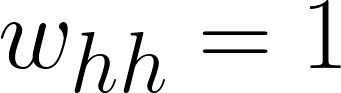 w_{hh} = 1